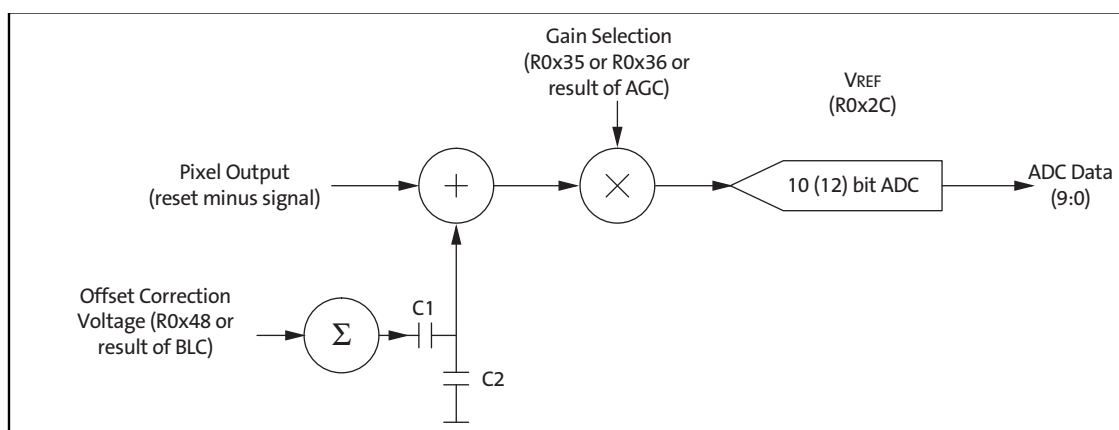 Gain Selection
(R0x35 or R0x36 or
result of AGC)
VREF
(R0x2C)
Pixel Output
(reset minus signal)
+
×
10 (12) bit ADC
ADC Data
(9:0)
Offset Correction
Voltage (R0x48 or
result of BLC)
Σ
C1
C2